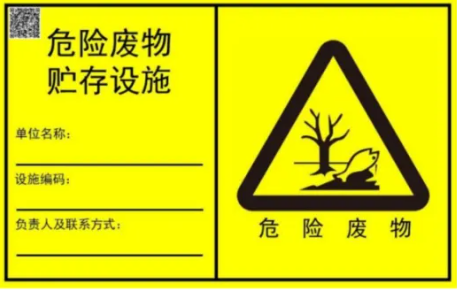 危险废物
贮存设施
单位名称：
设施编码：
负责人及联系方式：
危险废物